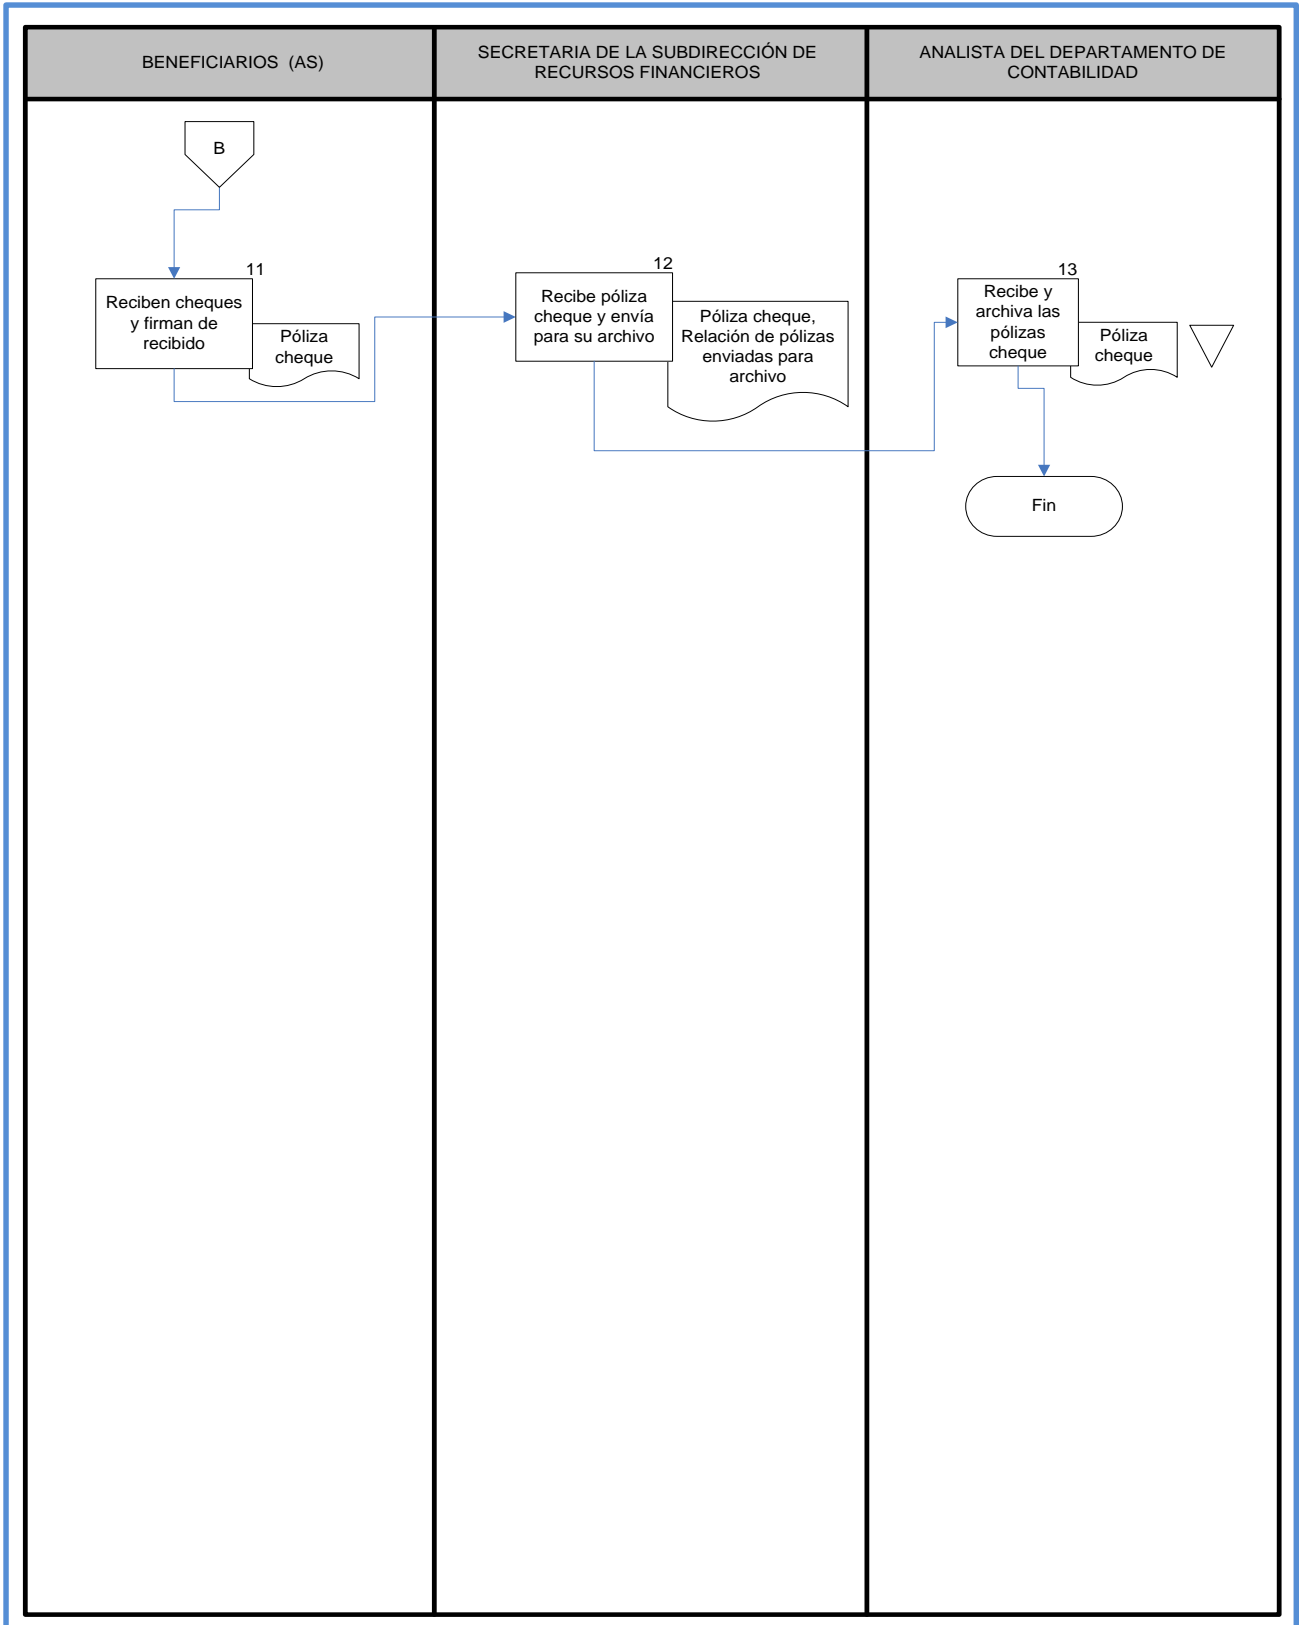 BENEFICIARIOS (AS)
SECRETARIA DE LA SUBDIRECCIÓN DE
RECURSOS FINANCIEROS
ANALISTA DEL DEPARTAMENTO DE
CONTABILIDAD
B
11
Reciben cheques
y firman de
recibido
Póliza
cheque
12
Recibe póliza
cheque y envía
para su archivo
Póliza cheque,
Relación de pólizas
enviadas para
archivo
13
Recibe y
archiva las
pólizas
cheque
Póliza
cheque
Fin